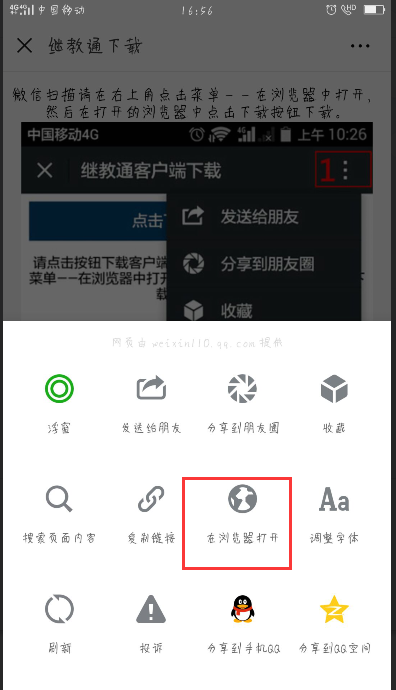 4G4G 中国移动 16:56 HD
继教通下载
微信扫描请在右上角点击菜单——在浏览器中打开,
然后在打开的浏览器中点击下载按钮下载。
中国移动4G 4G 上午 10:26
继教通客户端下载 1
点击
发送给朋友
请点击按钮下载客户端
分享到朋友圈
菜单——在浏览器中打开
载
收藏
网页由 weixin110.qq.com 提供
浮窗 发送给朋友 分享到朋友圈 收藏
Aa
搜索页面内容 复制链接 在浏览器打开 调整字体
刷新 投诉 分享到手机QQ 分享到QQ空间